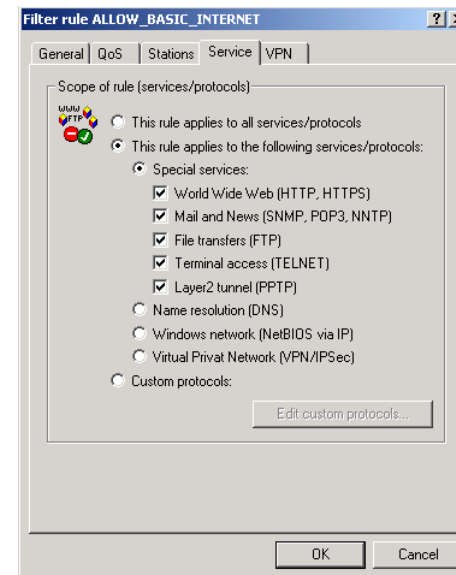 Filter rule ALLOW_BASIC_INTERNET
General QoS Stations Service VPN
Scope of rule (services/protocols)
WWW
FTP
This rule applies to all services/protocols
This rule applies to the following services/protocols:
Special services:
World Wide Web (HTTP, HTTPS)
Mail and News (SNMP, POP3, NNTP)
File transfers (FTP)
Terminal access (TELNET)
Layer2 tunnel (PPTP)
Name resolution (DNS)
Windows network (NetBIOS via IP)
Virtual Privat Network (VPN/IPSec)
Custom protocols:
Edit custom protocols...
OK Cancel